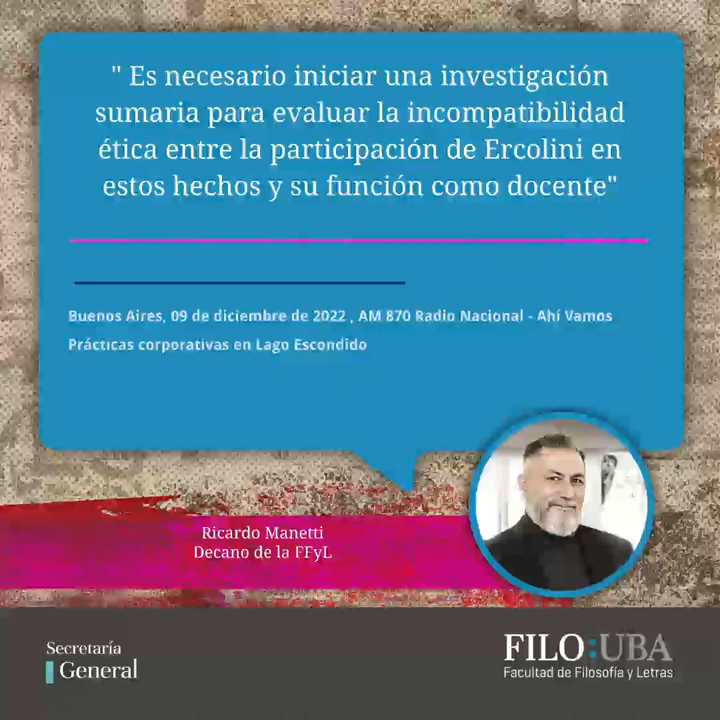 " Es necesario iniciar una investigación
sumaria para evaluar la incompatibilidad
ética entre la participación de Ercolini en
estos hechos y su función como docente"
Buenos Aires, 09 de diciembre de 2022 , AM 870 Radio Nacional - Ahí Vamos
Prácticas corporativas en Lago Escondido
Ricardo Manetti
Decano de la FFyL
Secretaría
General
FILO:UBA
Facultad de Filosofía y Letras